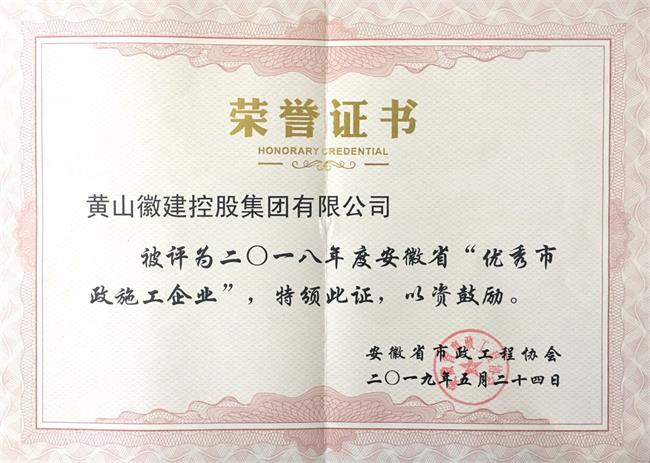 荣誉证书
HONORARY CREDENTIAL
黄山徽建控股集团有限公司
被评为二〇一八年度安徽省“优秀市
政施工企业”，特颁此证，以资鼓励。
安徽省市政工程协会
二〇一九年五月二十四日